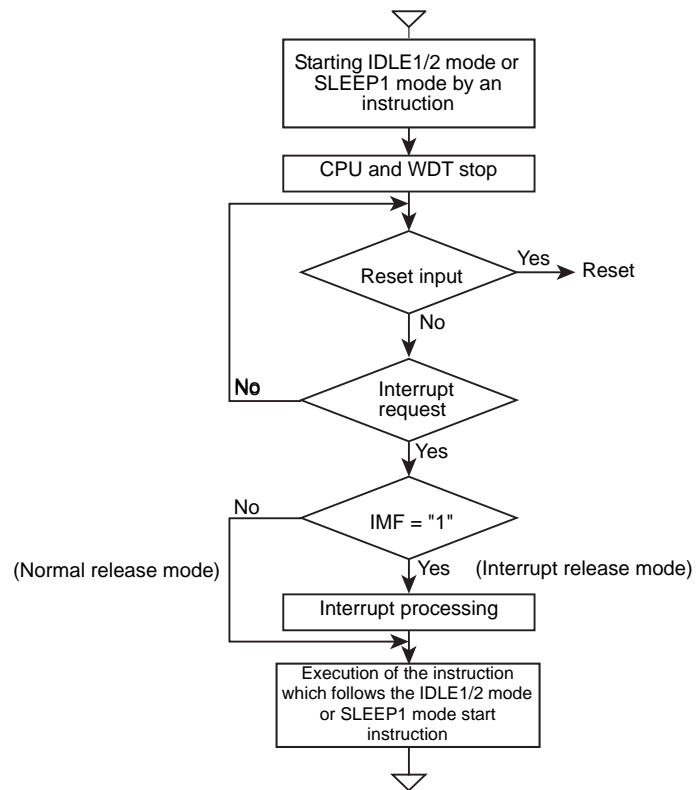 Starting IDLE1/2 mode or
SLEEP1 mode by an
instruction
CPU and WDT stop
Reset input
Yes
Reset
No
Interrupt
request
No
Yes
IMF = "1"
No
(Normal release mode)
Yes
(Interrupt release mode)
Interrupt processing
Execution of the instruction
which follows the IDLE1/2 mode
or SLEEP1 mode start
instruction